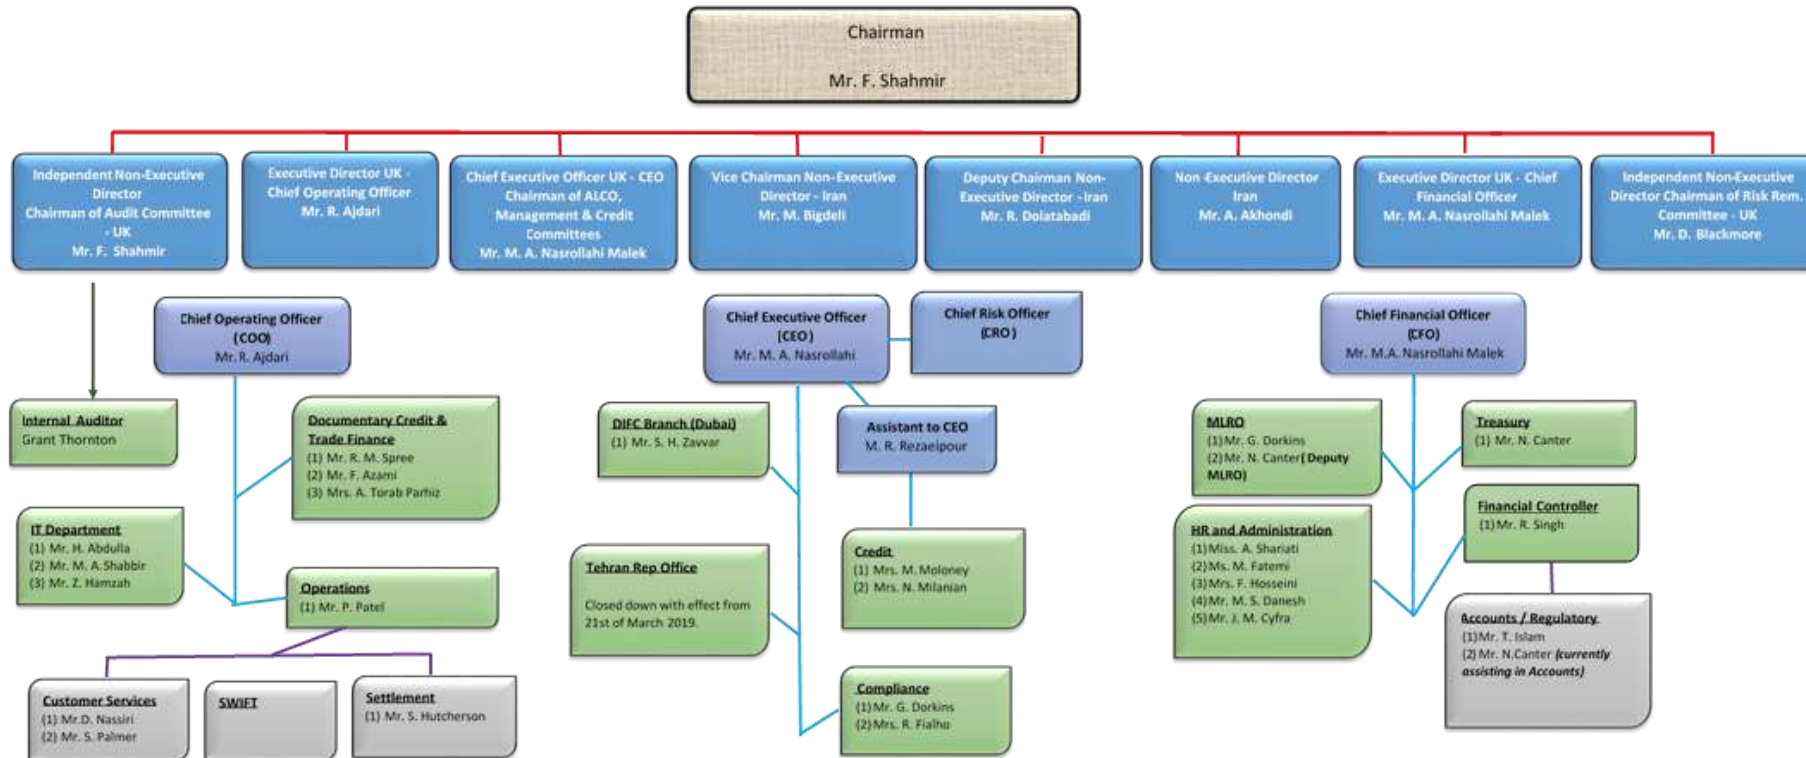 Chairman
Mr. F. Shahmir
Independent Non-Executive
Director
Chairman of Audit Committee
- UK
Mr. F. Shahmir
Executive Director UK -
Chief Operating Officer
Mr. R. Ajdari
Chief Executive Officer UK - CEO
Chairman of ALCO,
Management & Credit
Committees
Mr. M. A. Nasrollahi Malek
Vice Chairman Non-Executive
Director - Iran
Mr. M. Bigdeli
Deputy Chairman Non-
Executive Director - Iran
Mr. R. Dolatabadi
Non -Executive Director
Iran
Mr. A. Akhondi
Executive Director UK - Chief
Financial Officer
Mr. M. A. Nasrollahi Malek
Independent Non-Executive
Director Chairman of Risk Rem.
Committee - UK
Mr. D. Blackmore
Chief Operating Officer
(COO)
Mr. R. Ajdari
Chief Executive Officer
(CEO)
Mr. M. A. Nasrollahi
Chief Risk Officer
(CRO)
Chief Financial Officer
(CFO)
Mr. M.A. Nasrollahi Malek
Internal Auditor
Grant Thornton
Documentary Credit &
Trade Finance
(1) Mr. R. M. Spree
(2) Mr. F. Azami
(3) Mrs. A. Torab Parhiz
DIFC Branch (Dubai)
(1) Mr. S. H. Zavvar
Assistant to CEO
M. R. Rezaeipour
MLRO
(1)Mr. G. Dorkins
(2)Mr. N. Canter( Deputy
MLRO)
Treasury
(1) Mr. N. Canter
IT Department
(1) Mr. H. Abdulla
(2) Mr. M. A.Shabbir
(3) Mr. Z. Hamzah
Operations
(1) Mr. P. Patel
Tehran Rep Office
Closed down with effect from
21st of March 2019.
Credit
(1) Mrs. M. Moloney
(2) Mrs. N. Milanian
HR and Administration
(1)Miss. A. Shariati
(2)Ms. M. Fatemi
(3)Mrs. F. Hosseini
(4)Mr. M. S. Danesh
(5)Mr. J. M. Cyfra
Financial Controller
(1)Mr. R. Singh
Accounts / Regulatory
(1)Mr. T. Islam
(2)Mr. N.Canter (currently
assisting in Accounts)
Customer Services
(1) Mr.D. Nassiri
(2) Mr. S. Palmer
SWIFT
Settlement
(1) Mr. S. Hutcherson
Compliance
(1)Mr. G. Dorkins
(2)Mrs. R. Fialho